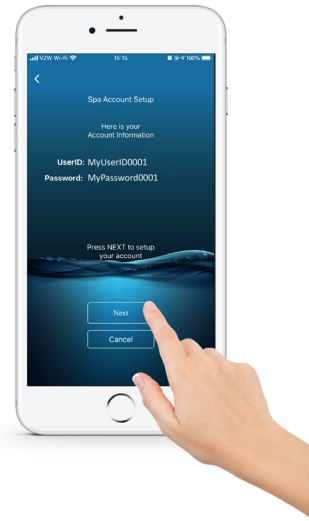 VZW Wi-Fi 15:15 100%
Spa Account Setup
Here is your
Account Information
UserID: MyUserID0001
Password: MyPassword0001
Press NEXT to setup
your account
Next
Cancel